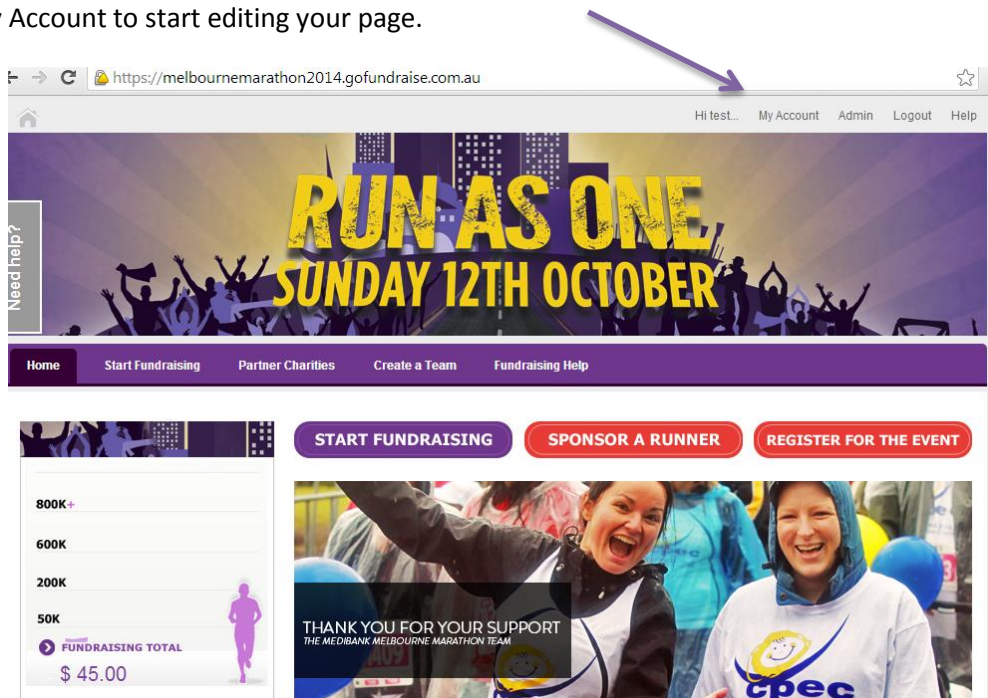 Account to start editing your page.
https://melbournemarathon2014.gofundraise.com.au
Hi test... My Account Admin Logout Help
RUN AS ONE
SUNDAY 12TH OCTOBER
Need help?
Home Start Fundraising Partner Charities Create a Team Fundraising Help
START FUNDRAISING SPONSOR A RUNNER REGISTER FOR THE EVENT
800K+
600K
200K
50K
FUNDRAISING TOTAL
$ 45.00
THANK YOU FOR YOUR SUPPORT
THE MEDIBANK MELBOURNE MARATHON TEAM
cpec
cpec